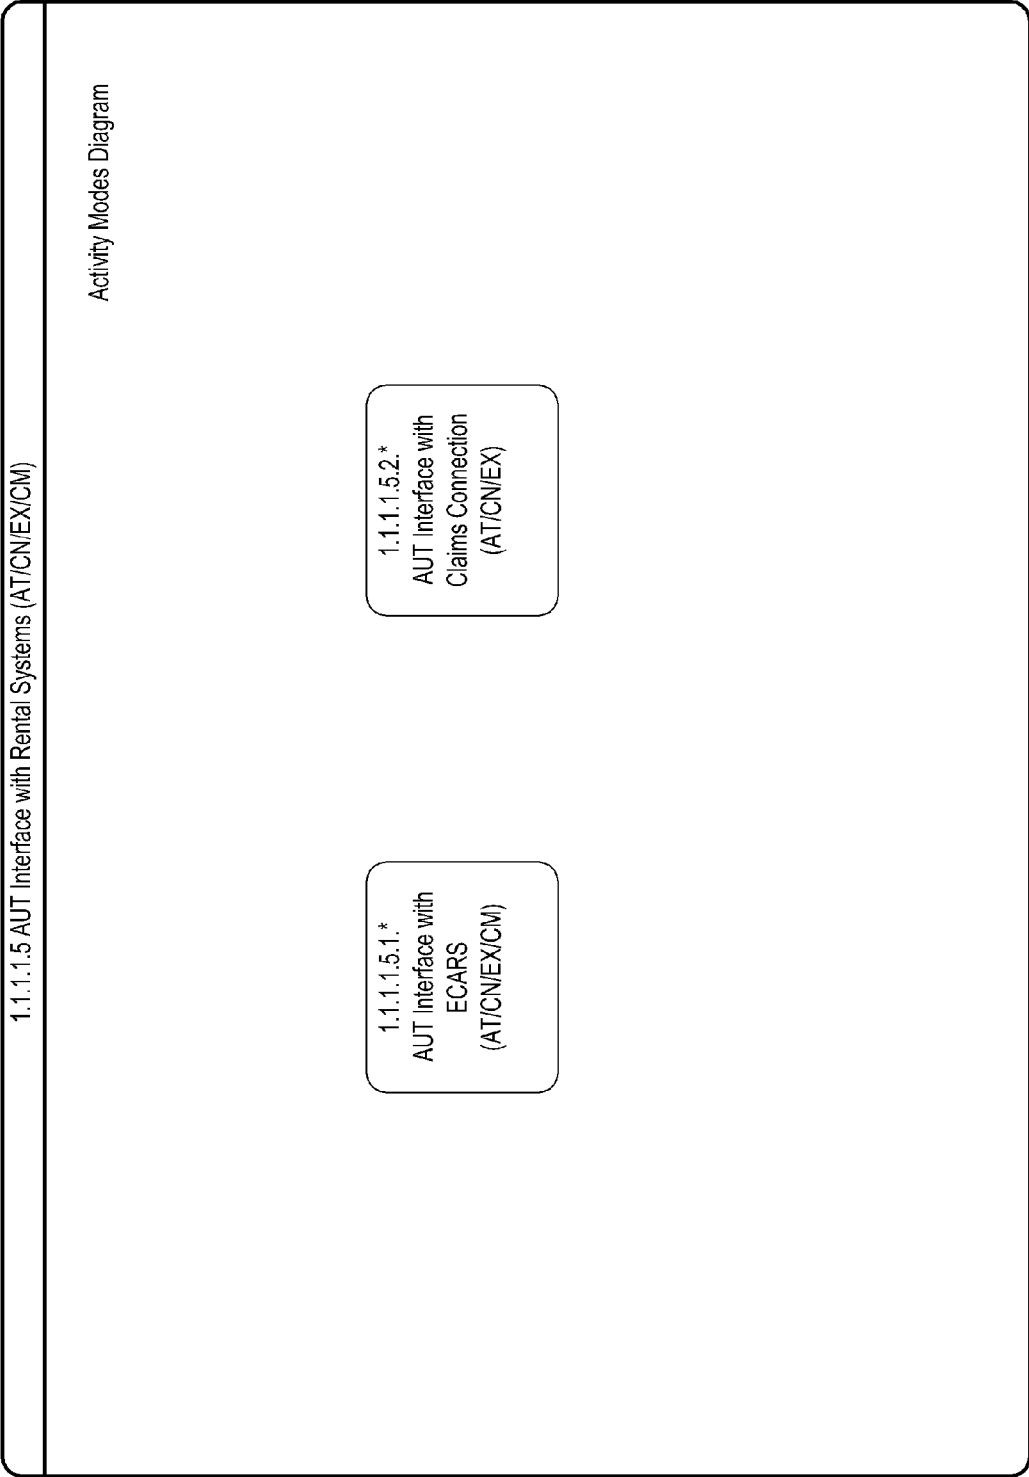 1.1.1.1.5 AUT Interface with Rental Systems (AT/CN/EX/CM)
Activity Modes Diagram
1.1.1.1.5.1.*
AUT Interface with
ECARS
(AT/CN/EX/CM)
1.1.1.1.5.2.*
AUT Interface with
Claims Connection
(AT/CN/EX)